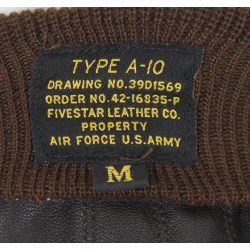 TYPE A-10
DRAWING NO.39D1569
ORDER NO.42-16835-P
FIVESTAR LEATHER CO.
PROPERTY
AIR FORCE U.S.ARMY
M